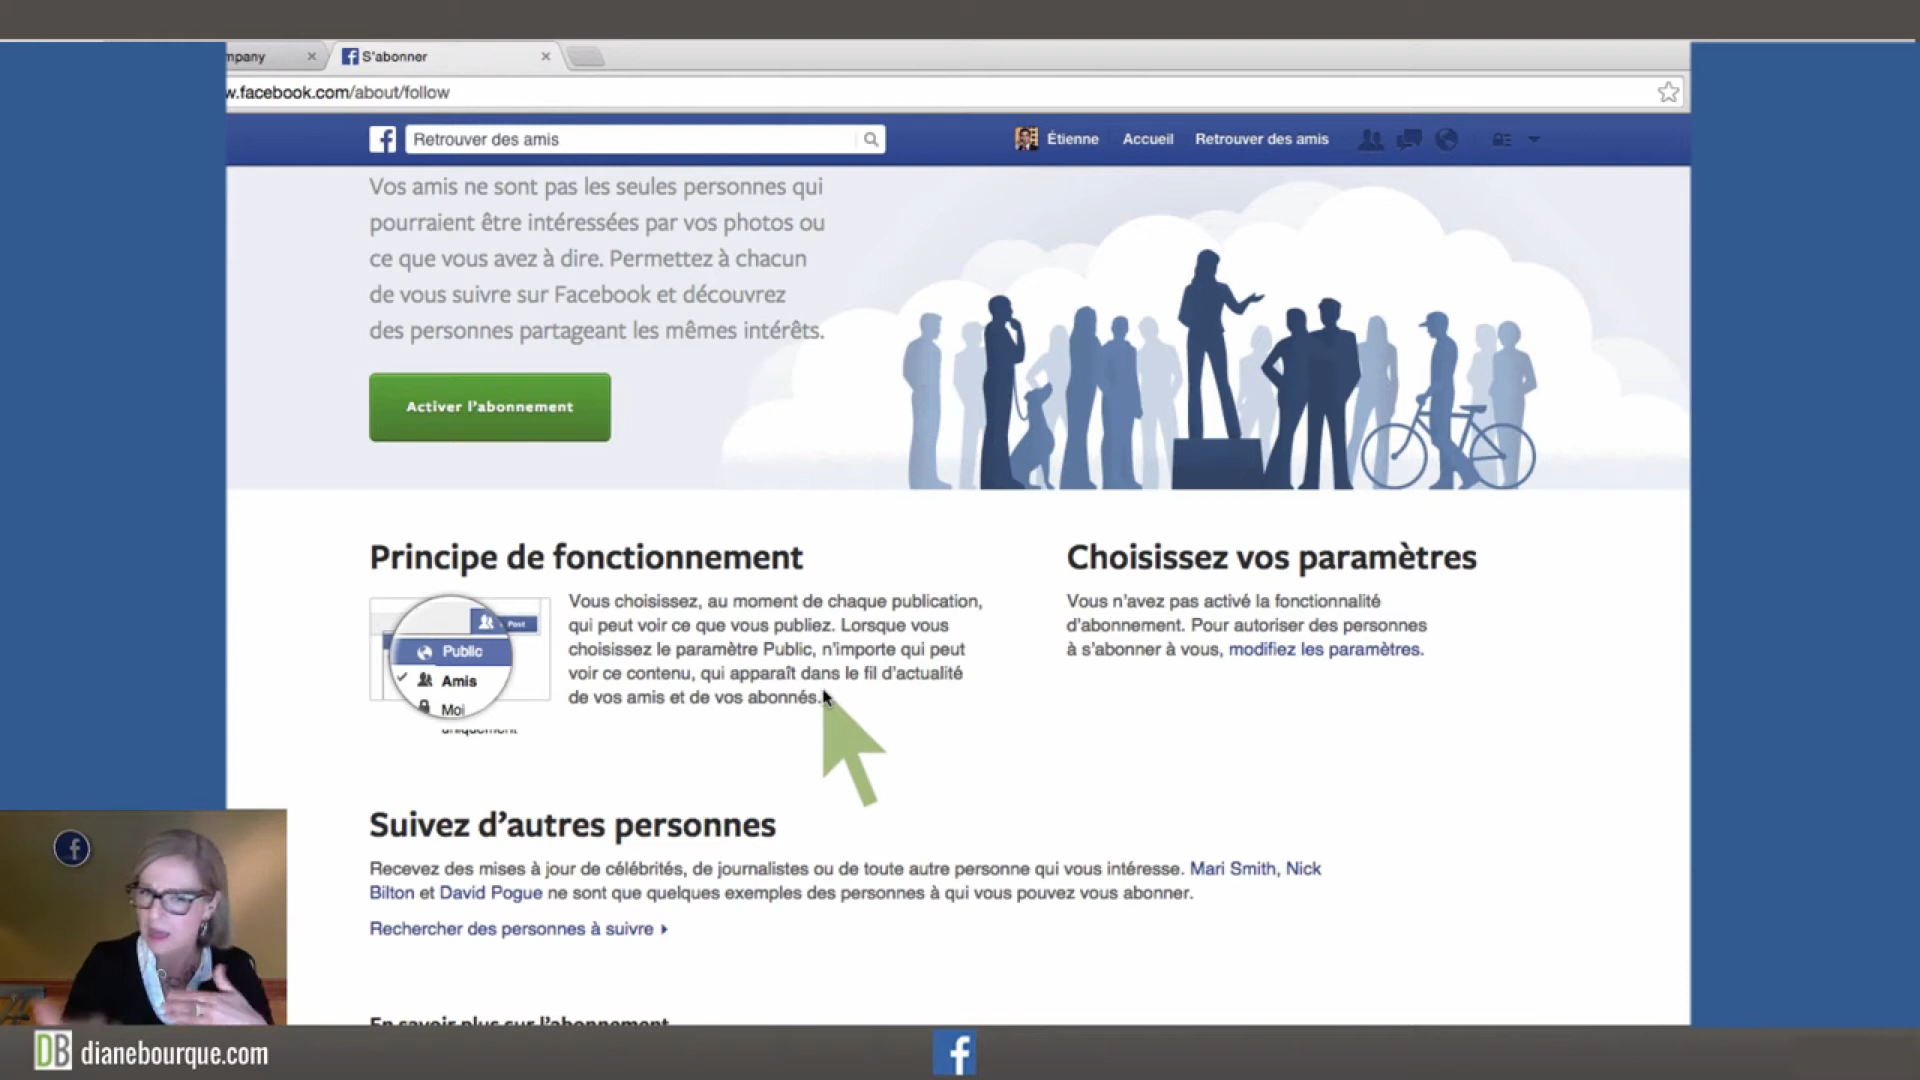 mpany
S'abonner
w.facebook.com/about/follow
Retrouver des amis
Étienne
Accueil
Retrouver des amis
Vos amis ne sont pas les seules personnes qui
pourraient être intéressées par vos photos ou
ce que vous avez à dire. Permettez à chacun
de vous suivre sur Facebook et découvrez
des personnes partageant les mêmes intérêts.
Activer l'abonnement
Principe de fonctionnement
Post
Public
Amis
Moi
uniquement
Vous choisissez, au moment de chaque publication,
qui peut voir ce que vous publiez. Lorsque vous
choisissez le paramètre Public, n'importe qui peut
voir ce contenu, qui apparaît dans le fil d'actualité
de vos amis et de vos abonnés.
Choisissez vos paramètres
Vous n'avez pas activé la fonctionnalité
d'abonnement. Pour autoriser des personnes
à s'abonner à vous, modifiez les paramètres.
Suivez d'autres personnes
Recevez des mises à jour de célébrités, de journalistes ou de toute autre personne qui vous intéresse. Mari Smith, Nick
Bilton et David Pogue ne sont que quelques exemples des personnes à qui vous pouvez vous abonner.
Rechercher des personnes à suivre
En savoir plus sur l'abonnement
DB dianebourque.com